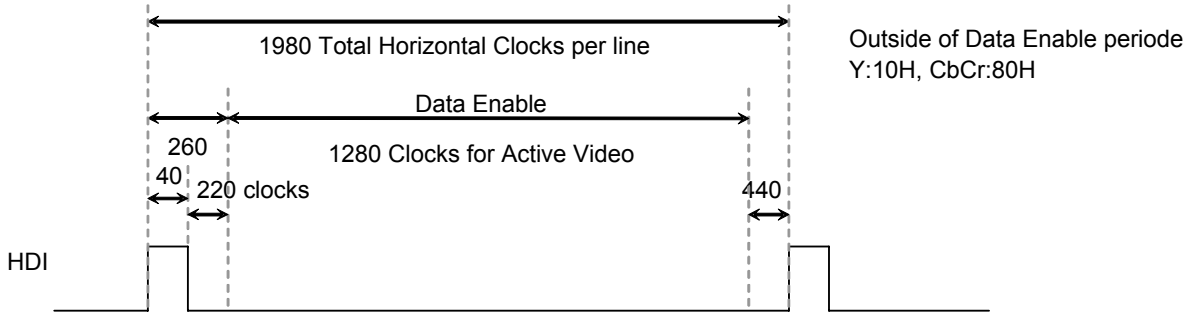 1980 Total Horizontal Clocks per line
Outside of Data Enable periode
Y:10H, CbCr:80H
Data Enable
260
1280 Clocks for Active Video
40
220 clocks
440
HDI